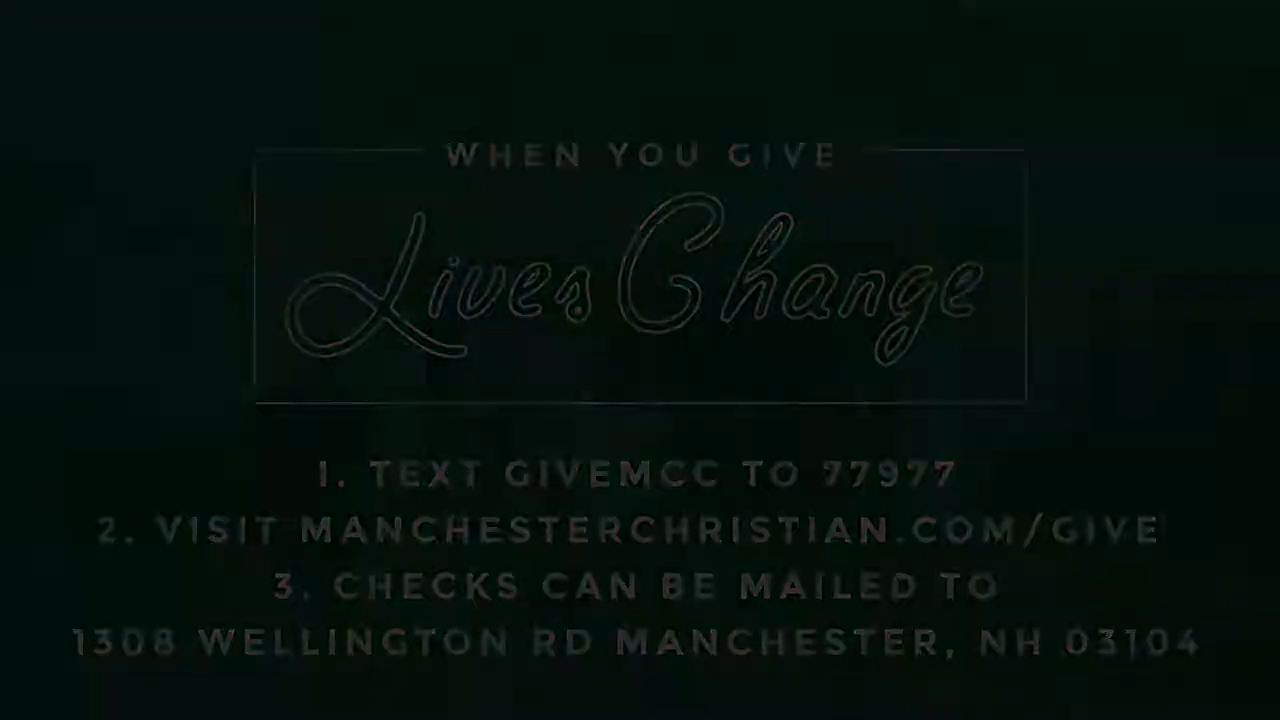 WHEN YOU GIVE
Lives Change
1. TEXT GIVEMCC TO 77977
2. VISIT MANCHESTERCHRISTIAN.COM/GIVE
3. CHECKS CAN BE MAILED TO
1308 WELLINGTON RD MANCHESTER, NH 03104